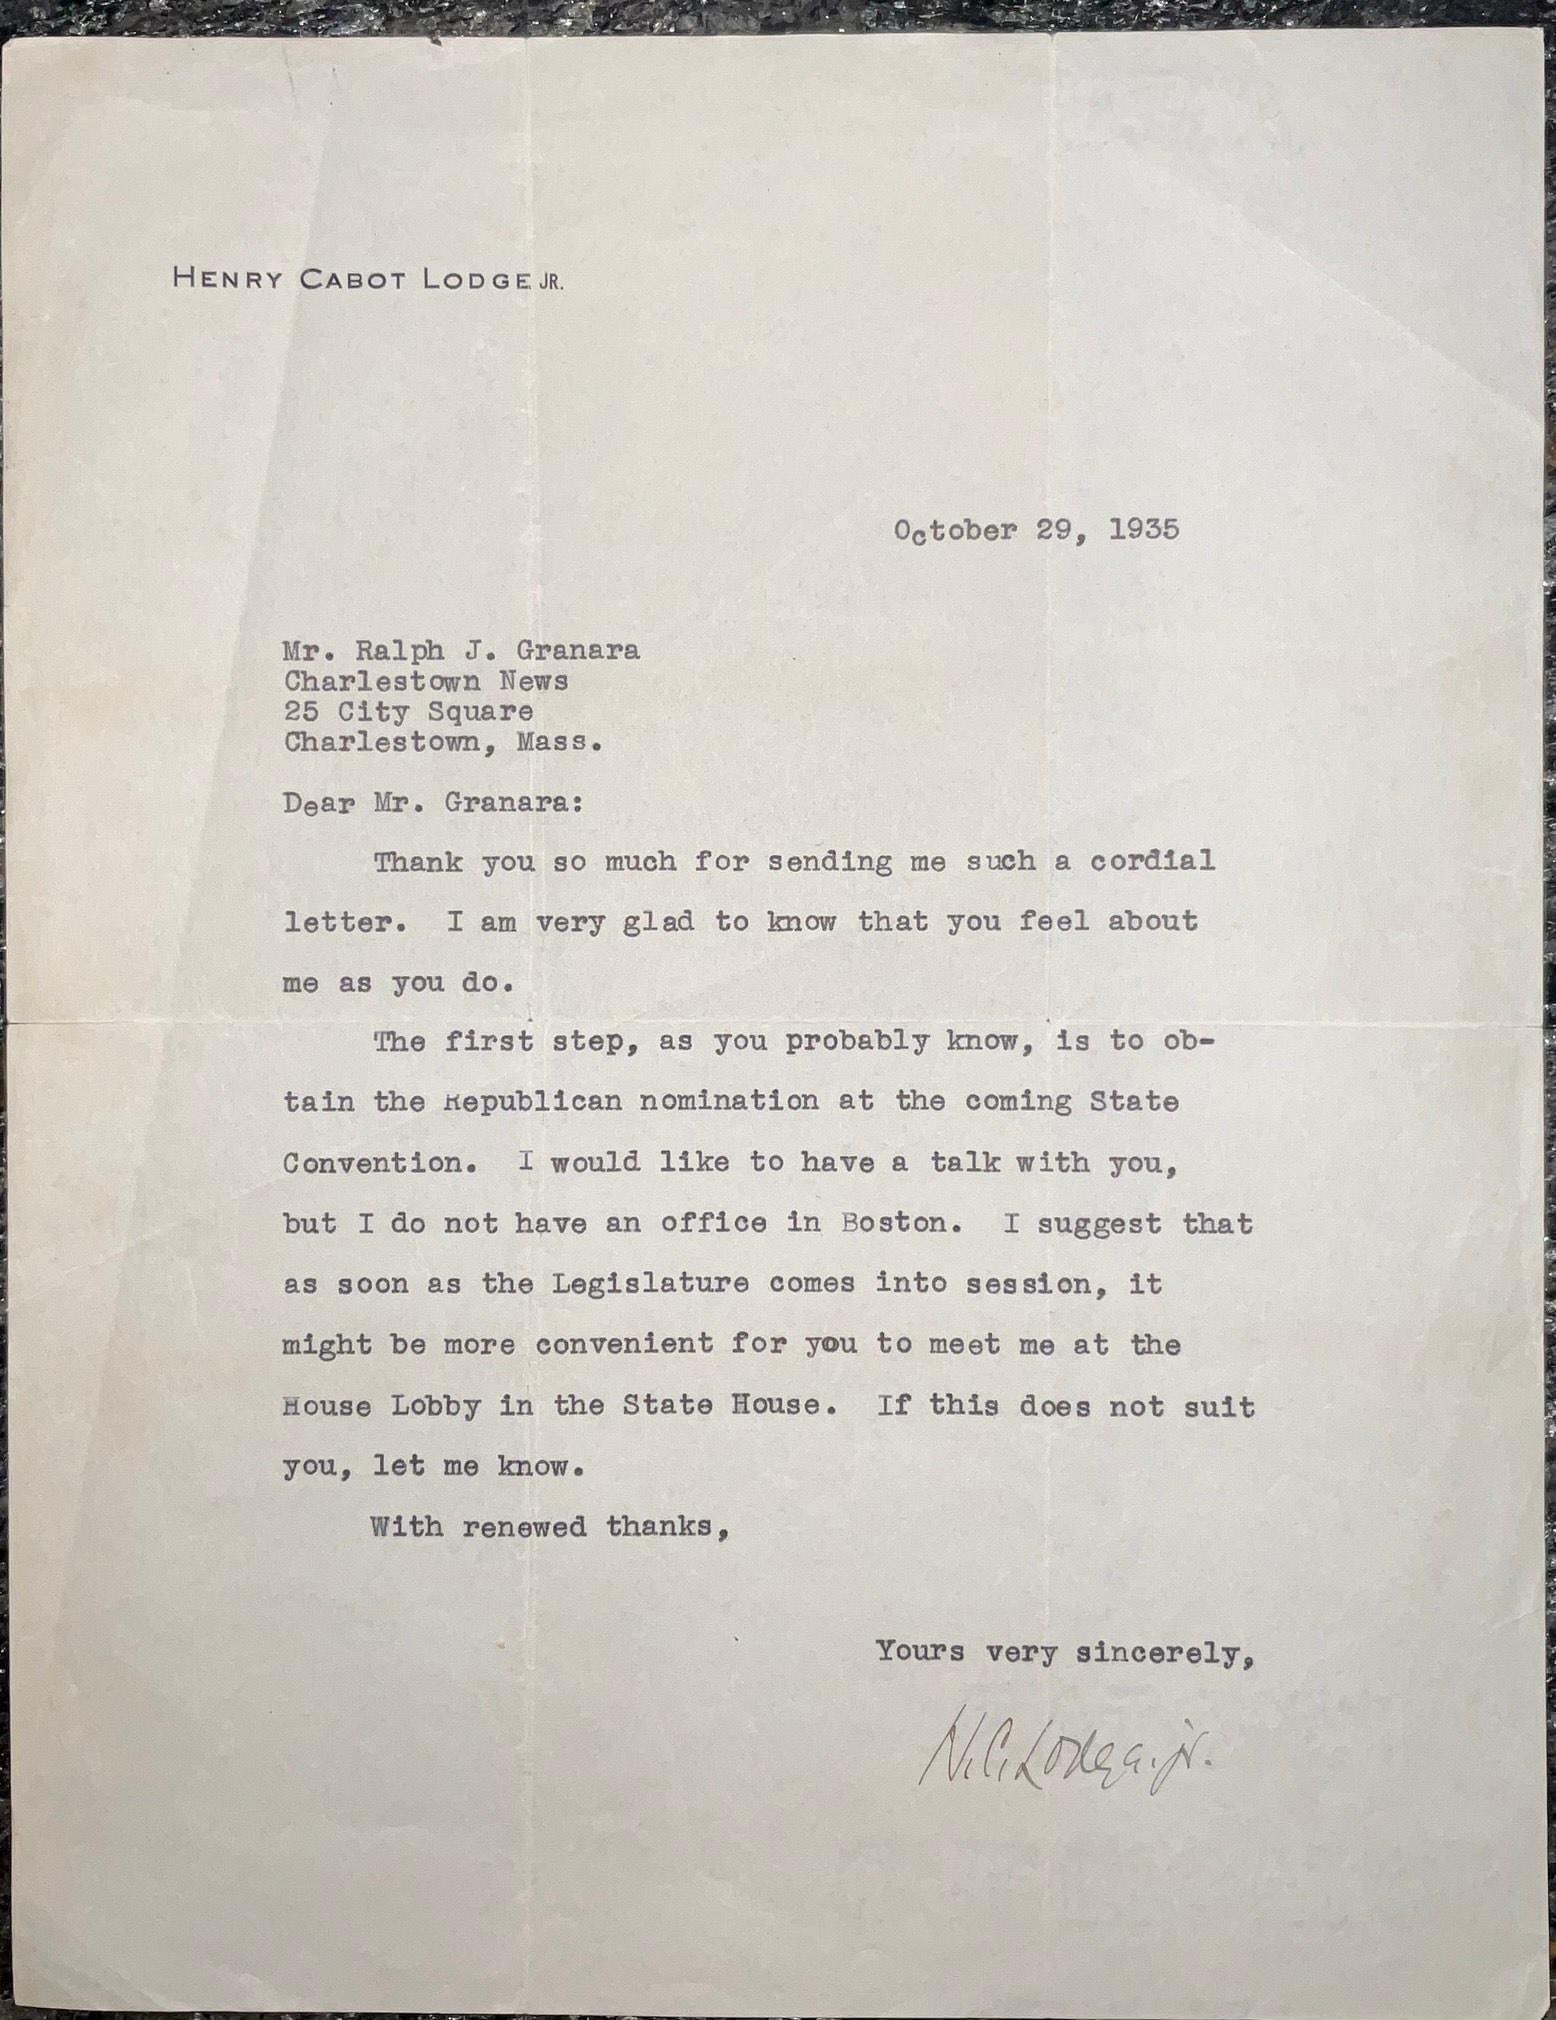 HENRY CABOT LODGE JR.
October 29, 1935
Mr. Ralph J. Granara
Charlestown News
25 City Square
Charlestown, Mass.
Dear Mr. Granara:
Thank you so much for sending me such a cordial
letter. I am very glad to know that you feel about
me as you do.
The first step, as you probably know, is to ob-
tain the Republican nomination at the coming State
Convention. I would like to have a talk with you,
but I do not have an office in Boston. I suggest that
as soon as the Legislature comes into session, it
might be more convenient for you to meet me at the
House Lobby in the State House. If this does not suit
you, let me know.
With renewed thanks,
Yours very sincerely,
H. C. Lodge. jr.